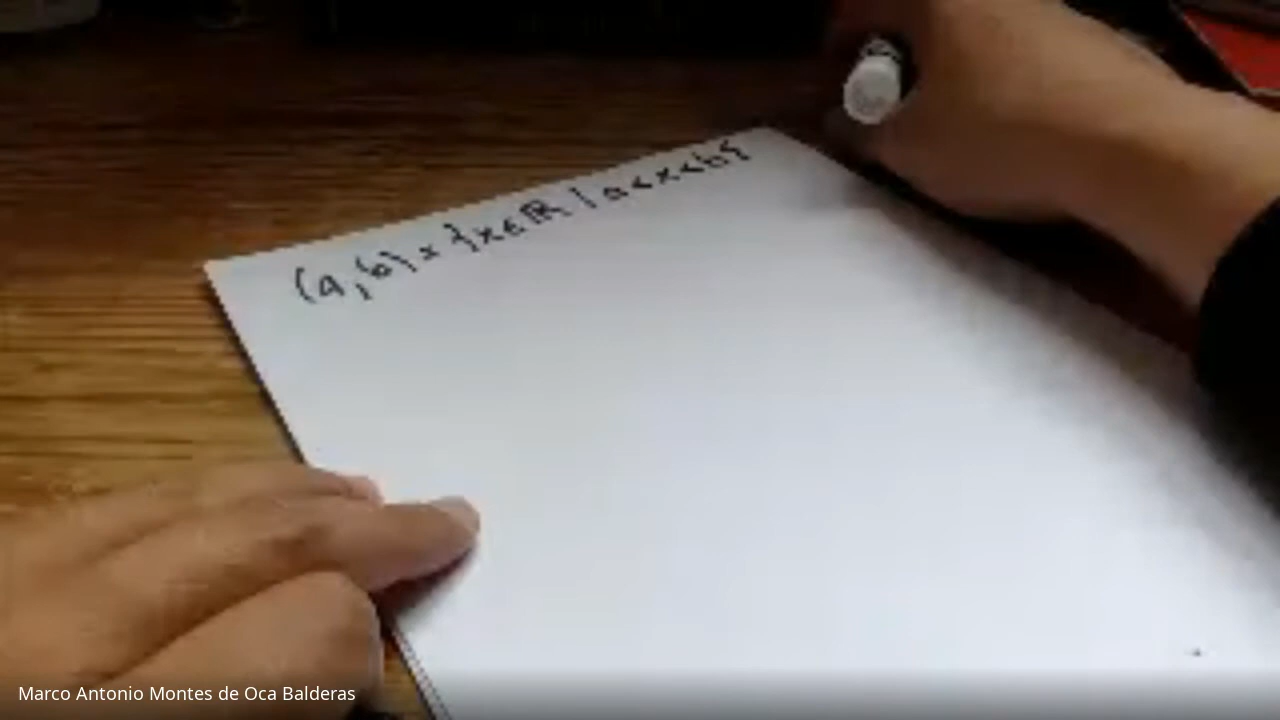 (a,b) = {x∈ℝ | a<x<b}
Marco Antonio Montes de Oca Balderas